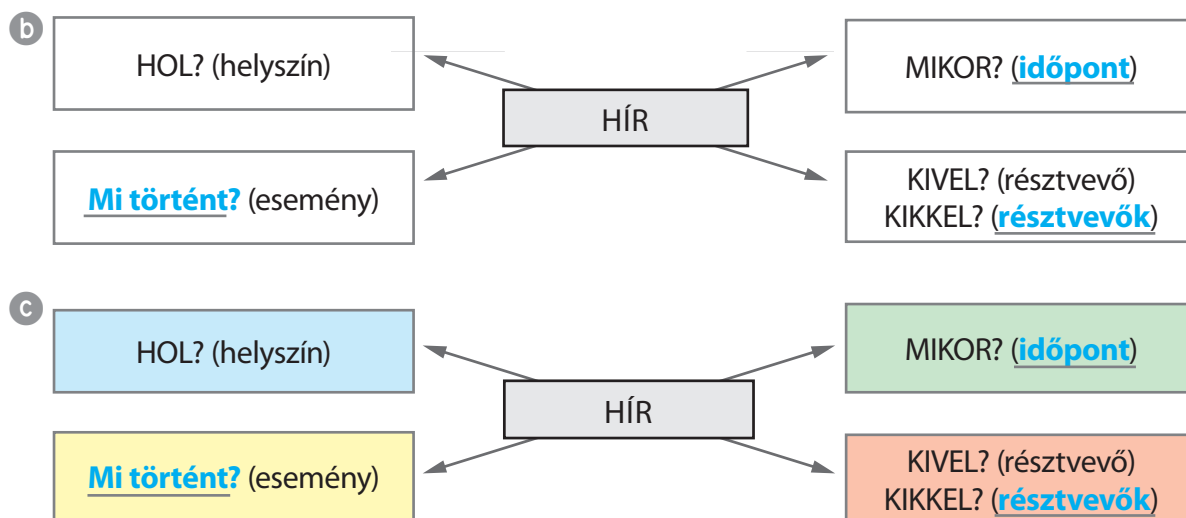 b
HOL? (helyszín)
MIKOR? (időpont)
HÍR
Mi történt? (esemény)
KIVEL? (résztvevő)
KIKKEL? (résztvevők)
c
HOL? (helyszín)
MIKOR? (időpont)
HÍR
Mi történt? (esemény)
KIVEL? (résztvevő)
KIKKEL? (résztvevők)